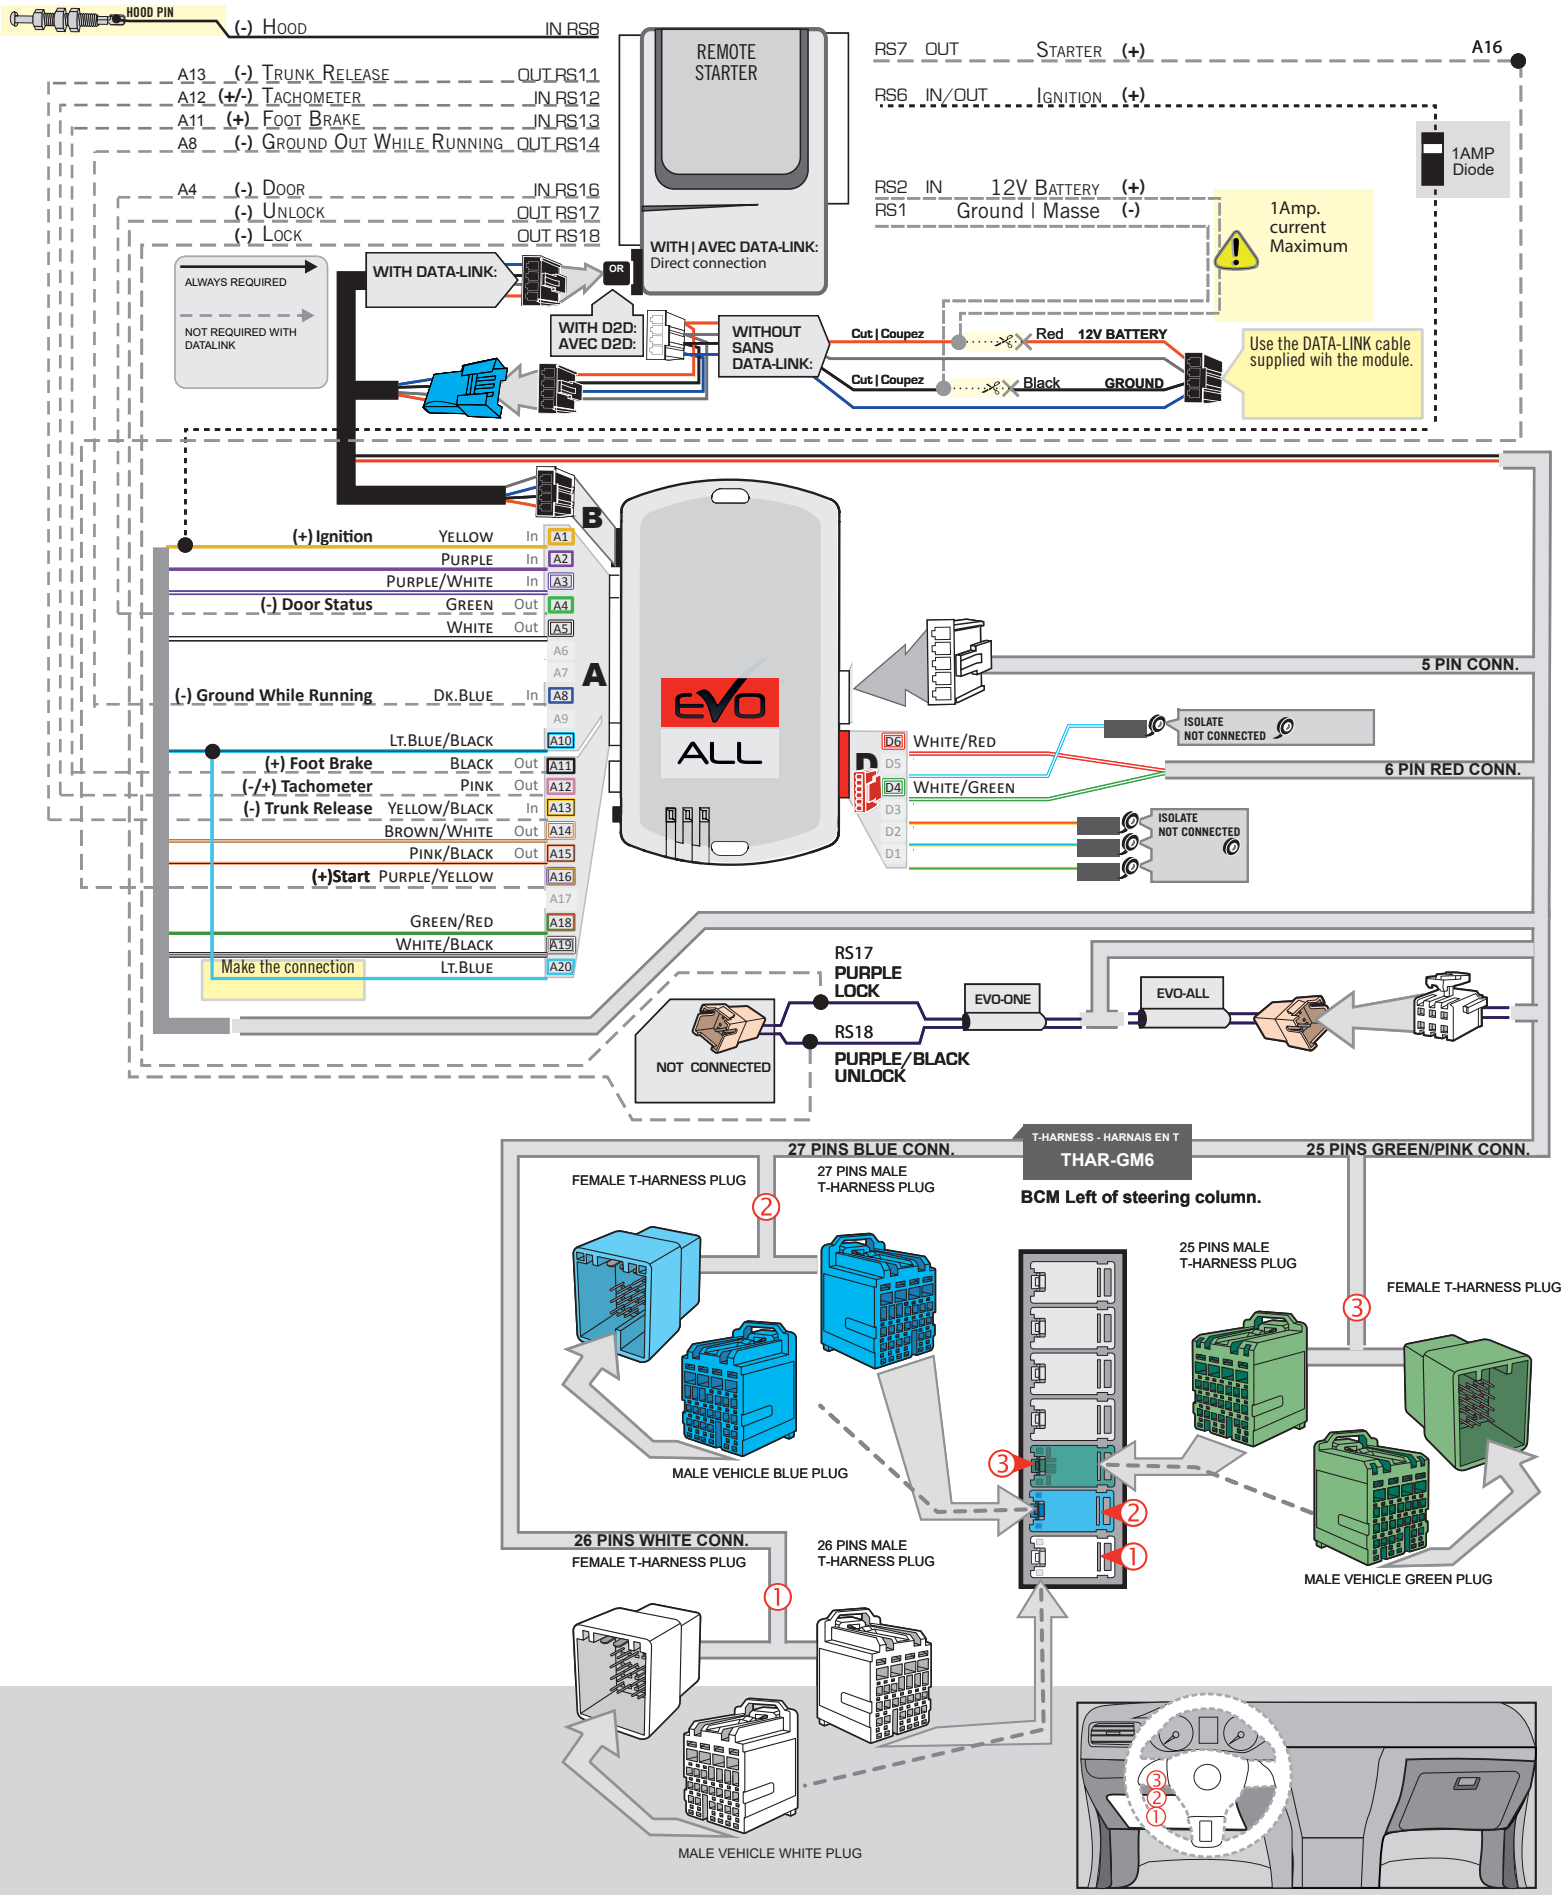 HOOD PIN
(-) Hood IN RS8
A13 (-) Trunk Release OUT RS11
A12 (+/-) Tachometer IN RS12
A11 (+) Foot Brake IN RS13
A8 (-) Ground Out While Running OUT RS14
A4 (-) Door IN RS16
(-) Unlock OUT RS17
(-) Lock OUT RS18
REMOTE
STARTER
WITH | AVEC DATA-LINK:
Direct connection
RS7 OUT Starter (+) A16
RS6 IN/OUT Ignition (+)
RS2 IN 12V Battery (+)
RS1 Ground | Masse (-)
1AMP
Diode
1Amp.
current
Maximum
ALWAYS REQUIRED
NOT REQUIRED WITH
DATALINK
WITH DATA-LINK:
OR
WITH D2D:
AVEC D2D:
WITHOUT
SANS
DATA-LINK:
Cut | Coupez Red 12V BATTERY
Cut | Coupez Black GROUND
Use the DATA-LINK cable
supplied wih the module.
B
A
D
(+) Ignition Yellow In A1
Purple In A2
Purple/White In A3
(-) Door Status Green Out A4
White Out A5
A6
A7
(-) Ground While Running Dk.Blue In A8
A9
Lt.Blue/Black A10
(+) Foot Brake Black Out A11
(-/+) Tachometer Pink Out A12
(-) Trunk Release Yellow/Black In A13
Brown/White Out A14
Pink/Black Out A15
(+)Start Purple/Yellow A16
A17
Green/Red A18
White/Black A19
Make the connection Lt.Blue A20
EVO
ALL
5 PIN CONN.
D6 White/Red
D5
D4 White/Green
D3
D2
D1
ISOLATE
NOT CONNECTED
6 PIN RED CONN.
ISOLATE
NOT CONNECTED
RS17
PURPLE
LOCK
RS18
PURPLE/BLACK
UNLOCK
NOT CONNECTED
EVO-ONE
EVO-ALL
T-HARNESS - HARNAIS EN T
THAR-GM6
27 PINS BLUE CONN.
25 PINS GREEN/PINK CONN.
BCM Left of steering column.
FEMALE T-HARNESS PLUG
27 PINS MALE
T-HARNESS PLUG
2
25 PINS MALE
T-HARNESS PLUG
FEMALE T-HARNESS PLUG
3
MALE VEHICLE BLUE PLUG
3
2
1
MALE VEHICLE GREEN PLUG
26 PINS WHITE CONN.
FEMALE T-HARNESS PLUG
26 PINS MALE
T-HARNESS PLUG
1
MALE VEHICLE WHITE PLUG
3
2
1